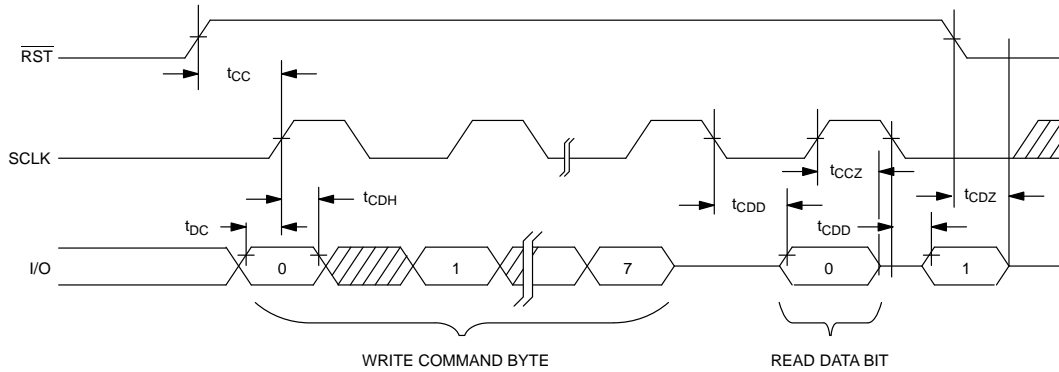 RST
tCC
SCLK
tCCZ
tCDH
tCDD
tCDZ
tDC
tCDD
I/O
0
1
7
0
1
WRITE COMMAND BYTE
READ DATA BIT